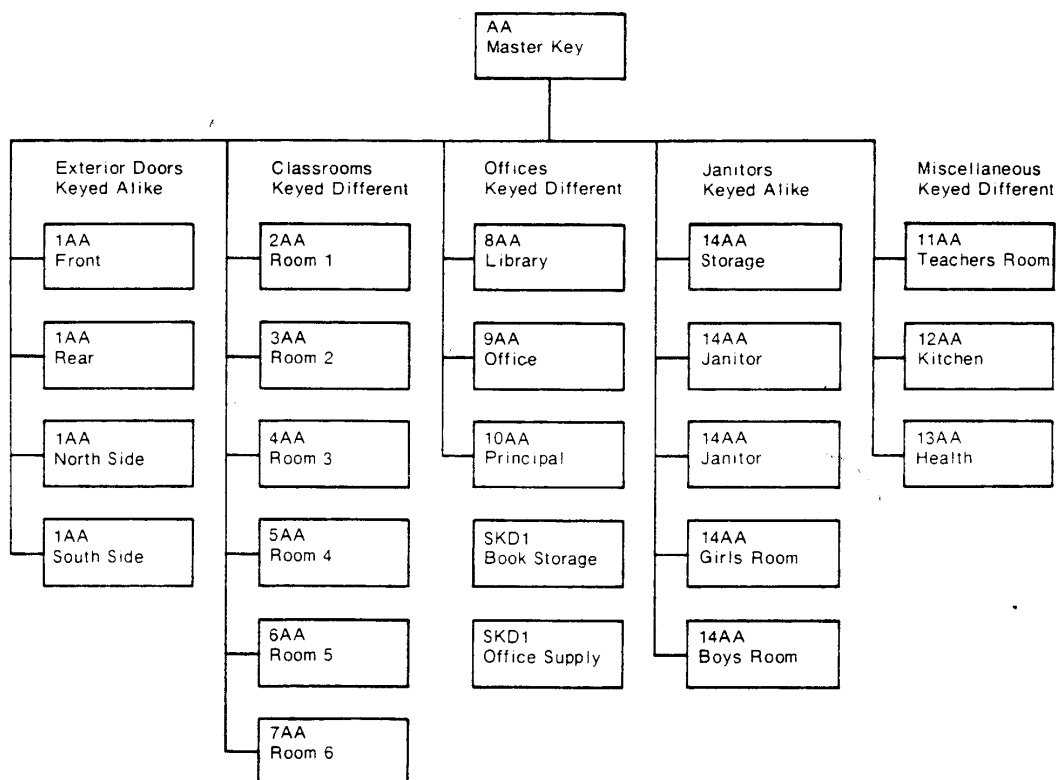 AA
Master Key
Exterior Doors
Keyed Alike
1AA
Front
1AA
Rear
1AA
North Side
1AA
South Side
Classrooms
Keyed Different
2AA
Room 1
3AA
Room 2
4AA
Room 3
5AA
Room 4
6AA
Room 5
7AA
Room 6
Offices
Keyed Different
8AA
Library
9AA
Office
10AA
Principal
SKD1
Book Storage
SKD1
Office Supply
Janitors
Keyed Alike
14AA
Storage
14AA
Janitor
14AA
Janitor
14AA
Girls Room
14AA
Boys Room
Miscellaneous
Keyed Different
11AA
Teachers Room
12AA
Kitchen
13AA
Health